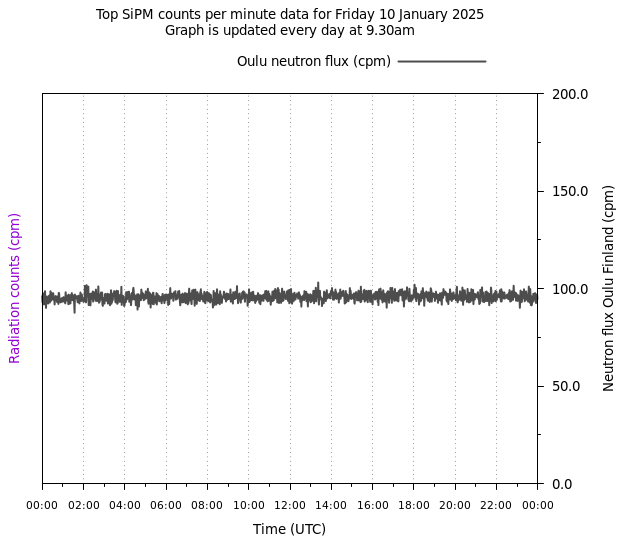 Top SiPM counts per minute data for Friday 10 January 2025
Graph is updated every day at 9.30am
Oulu neutron flux (cpm)
200.0
150.0
100.0
50.0
0.0
Radiation counts (cpm)
Neutron flux Oulu Finland (cpm)
00:00 02:00 04:00 06:00 08:00 10:00 12:00 14:00 16:00 18:00 20:00 22:00 00:00
Time (UTC)